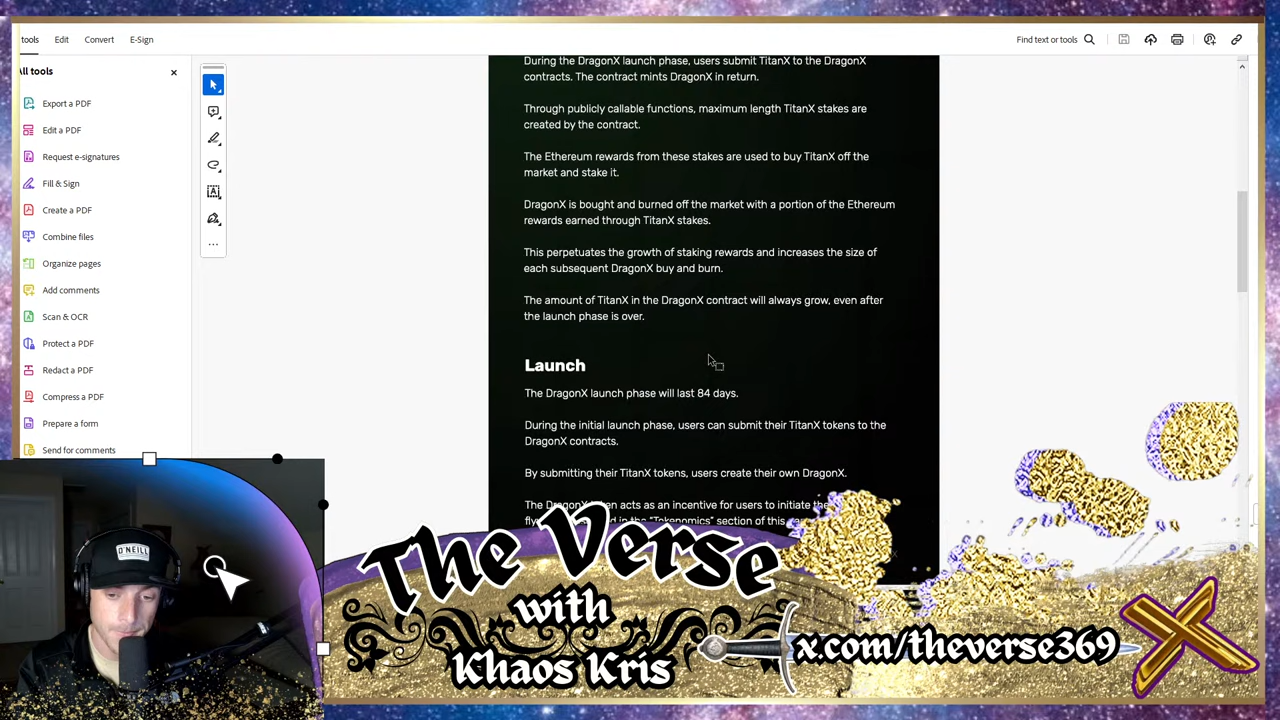 tools Edit Convert E-Sign Find text or tools
All tools
Export a PDF
Edit a PDF
Request e-signatures
Fill & Sign
Create a PDF
Combine files
Organize pages
Add comments
Scan & OCR
Protect a PDF
Redact a PDF
Compress a PDF
Prepare a form
Send for comments
During the DragonX launch phase, users submit TitanX to the DragonX
contracts. The contract mints DragonX in return.
Through publicly callable functions, maximum length TitanX stakes are
created by the contract.
The Ethereum rewards from these stakes are used to buy TitanX off the
market and stake it.
DragonX is bought and burned off the market with a portion of the Ethereum
rewards earned through TitanX stakes.
This perpetuates the growth of staking rewards and increases the size of
each subsequent DragonX buy and burn.
The amount of TitanX in the DragonX contract will always grow, even after
the launch phase is over.
Launch
The DragonX launch phase will last 84 days.
During the initial launch phase, users can submit their TitanX tokens to the
DragonX contracts.
By submitting their TitanX tokens, users create their own DragonX.
The DragonX token acts as an incentive for users to initiate the
in the "Tokenomics" section of this
O'NEILL
The Verse
with
Khaos Kris
x.com/theverse369
X